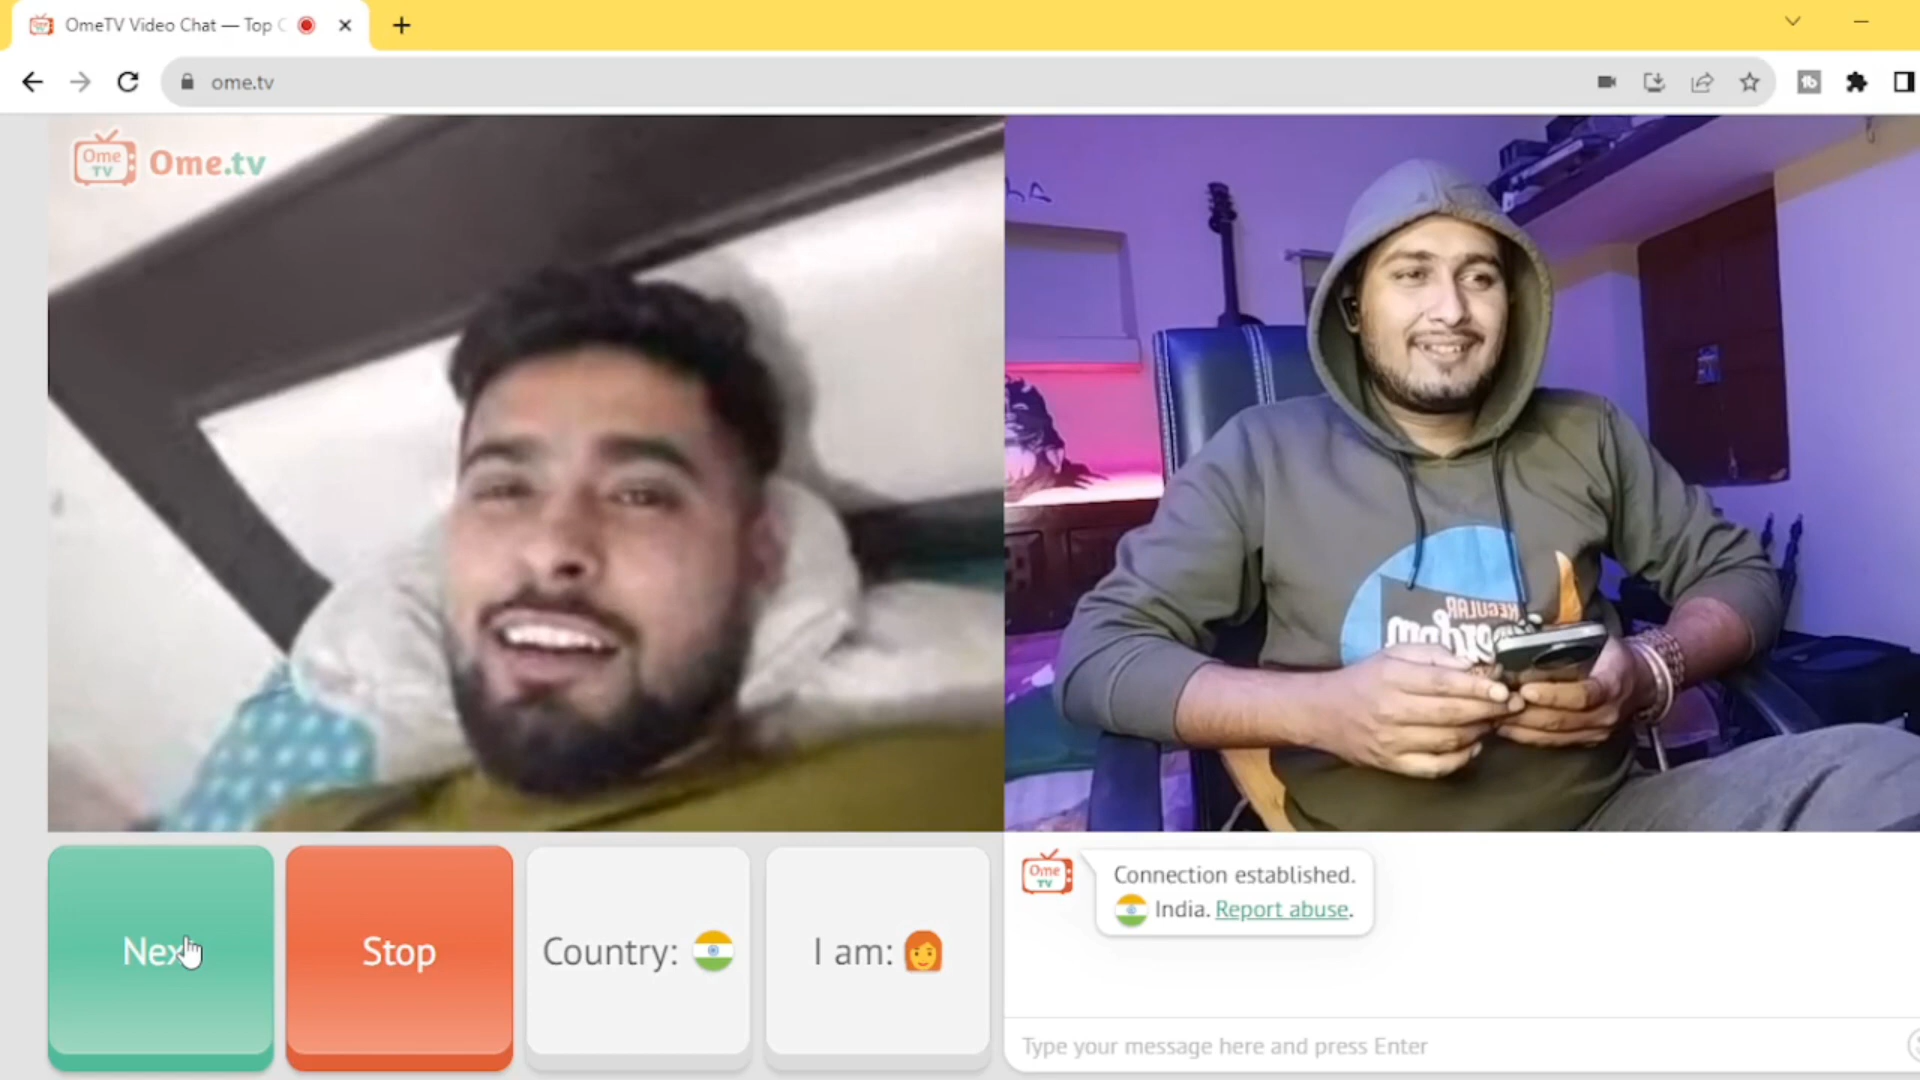 OmeTV Video Chat — Top
ome.tv
Ome
TV
Ome.tv
REGULAR
Next
Stop
Country:
I am:
Ome
TV
Connection established.
India. Report abuse.
Type your message here and press Enter